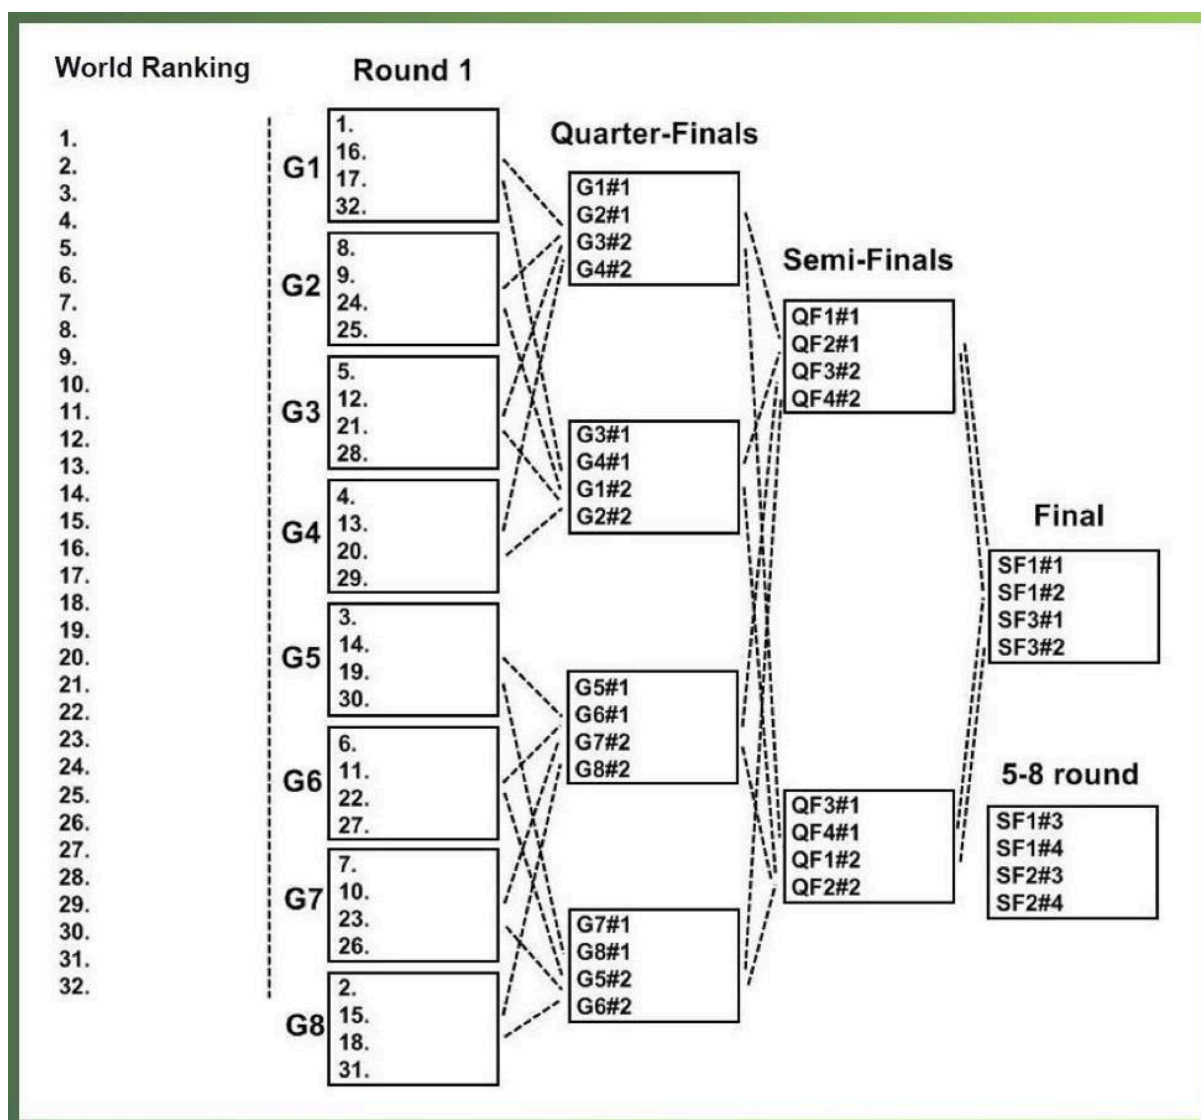 World Ranking
1.
2.
3.
4.
5.
6.
7.
8.
9.
10.
11.
12.
13.
14.
15.
16.
17.
18.
19.
20.
21.
22.
23.
24.
25.
26.
27.
28.
29.
30.
31.
32.
Round 1
G1
1.
16.
17.
32.
G2
8.
9.
24.
25.
G3
5.
12.
21.
28.
G4
4.
13.
20.
29.
G5
3.
14.
19.
30.
G6
6.
11.
22.
27.
G7
7.
10.
23.
26.
G8
2.
15.
18.
31.
Quarter-Finals
G1#1
G2#1
G3#2
G4#2
G3#1
G4#1
G1#2
G2#2
G5#1
G6#1
G7#2
G8#2
G7#1
G8#1
G5#2
G6#2
Semi-Finals
QF1#1
QF2#1
QF3#2
QF4#2
QF3#1
QF4#1
QF1#2
QF2#2
Final
SF1#1
SF1#2
SF3#1
SF3#2
5-8 round
SF1#3
SF1#4
SF2#3
SF2#4